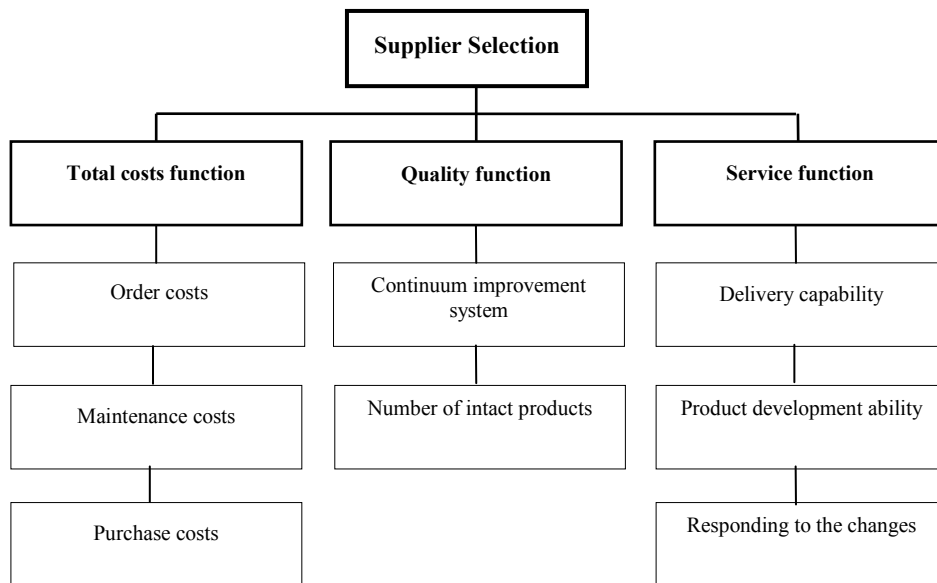 Supplier Selection
Total costs function
Quality function
Service function
Order costs
Continuum improvement
system
Delivery capability
Maintenance costs
Number of intact products
Product development ability
Purchase costs
Responding to the changes